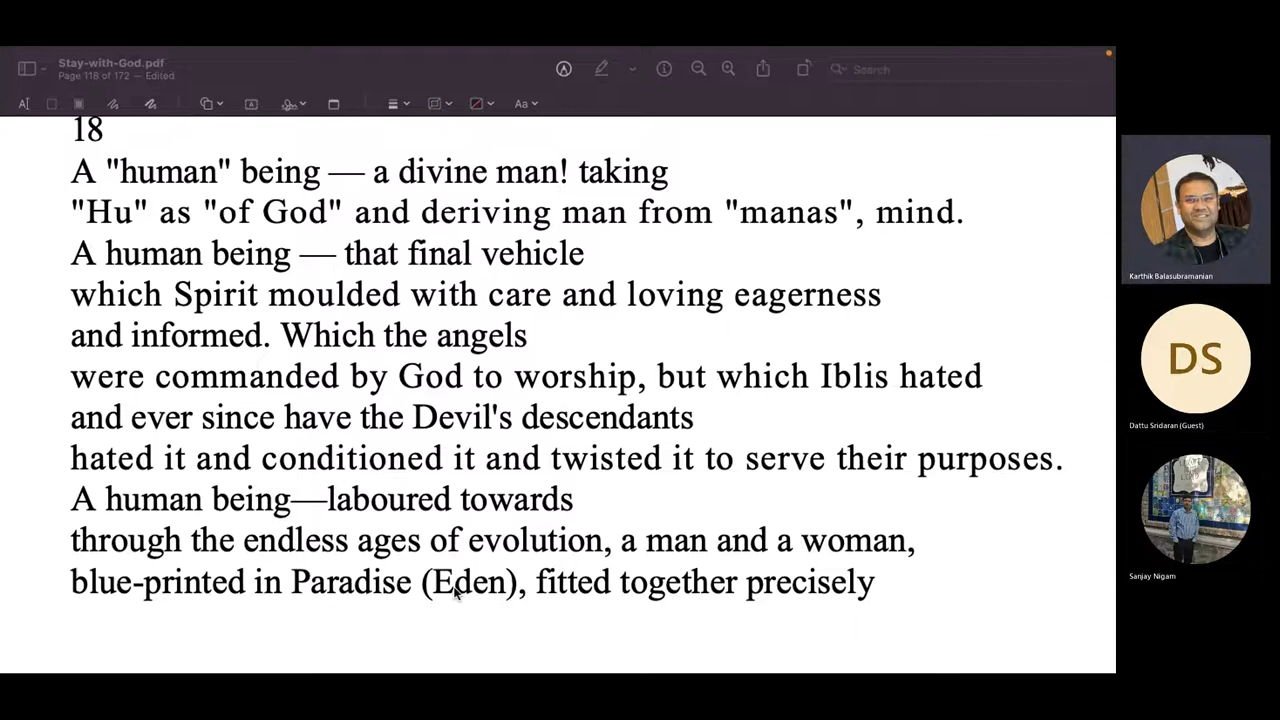 Stay-with-God.pdf
Page 118 of 172 — Edited
Search
Aa
18
A "human" being — a divine man! taking
"Hu" as "of God" and deriving man from "manas", mind.
A human being — that final vehicle
which Spirit moulded with care and loving eagerness
and informed. Which the angels
were commanded by God to worship, but which Iblis hated
and ever since have the Devil's descendants
hated it and conditioned it and twisted it to serve their purposes.
A human being—laboured towards
through the endless ages of evolution, a man and a woman,
blue-printed in Paradise (Eden), fitted together precisely
Karthik Balasubramanian
DS
Dattu Sridaran (Guest)
Sanjay Nigam